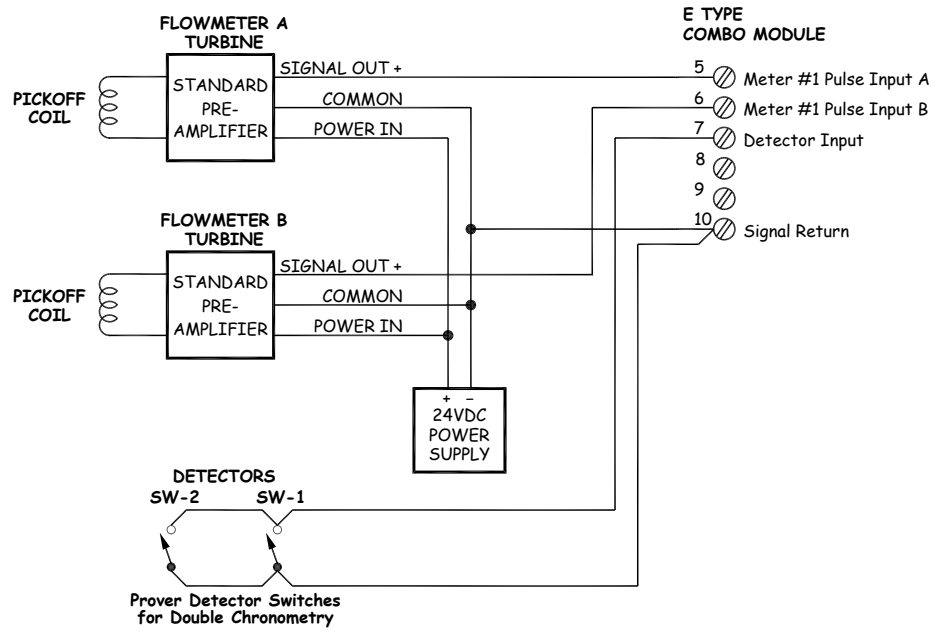 FLOWMETER A
TURBINE
E TYPE
COMBO MODULE
PICKOFF
COIL
STANDARD
PRE-
AMPLIFIER
SIGNAL OUT +
COMMON
POWER IN
5 Meter #1 Pulse Input A
6 Meter #1 Pulse Input B
7 Detector Input
8
9
10 Signal Return
FLOWMETER B
TURBINE
PICKOFF
COIL
STANDARD
PRE-
AMPLIFIER
SIGNAL OUT +
COMMON
POWER IN
+ –
24VDC
POWER
SUPPLY
DETECTORS
SW-2 SW-1
Prover Detector Switches
for Double Chronometry